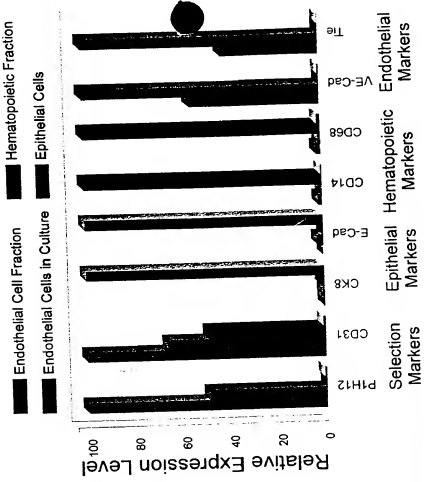 Endothelial Cell Fraction
Hematopoietic Fraction
Endothelial Cells in Culture
Epithelial Cells
Relative Expression Level
100
80
60
40
20
0
P1H12
CD31
CK8
E-Cad
CD14
CD68
VE-Cad
Tie
Selection
Markers
Epithelial
Markers
Hematopoietic
Markers
Endothelial
Markers